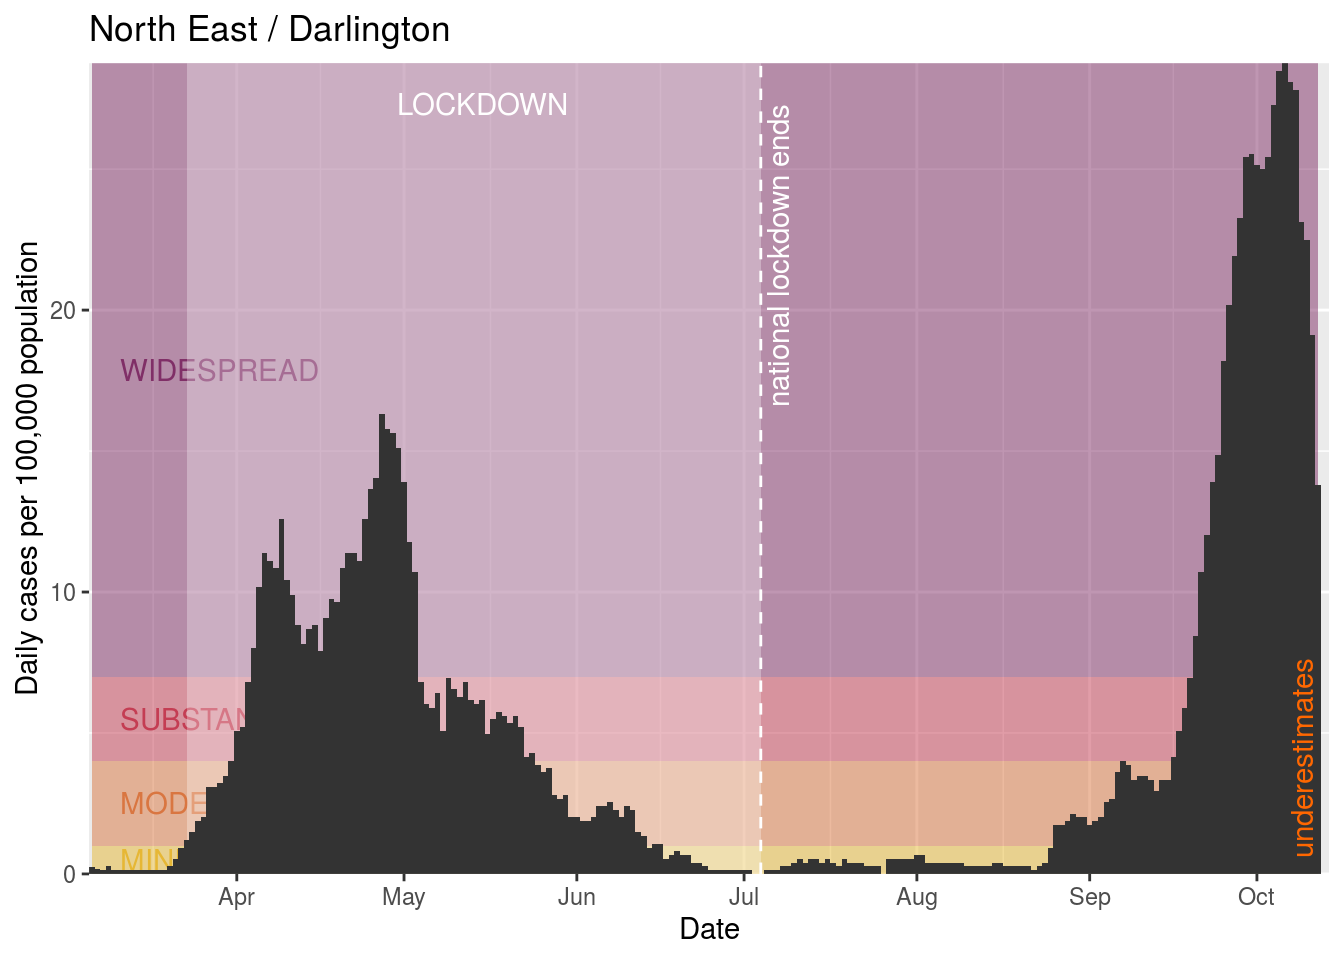 North East / Darlington
LOCKDOWN
national lockdown ends
WIDESPREAD
SUBSTAN
MODE
MIN
underestimates
Daily cases per 100,000 population
20
10
0
Apr May Jun Jul Aug Sep Oct
Date